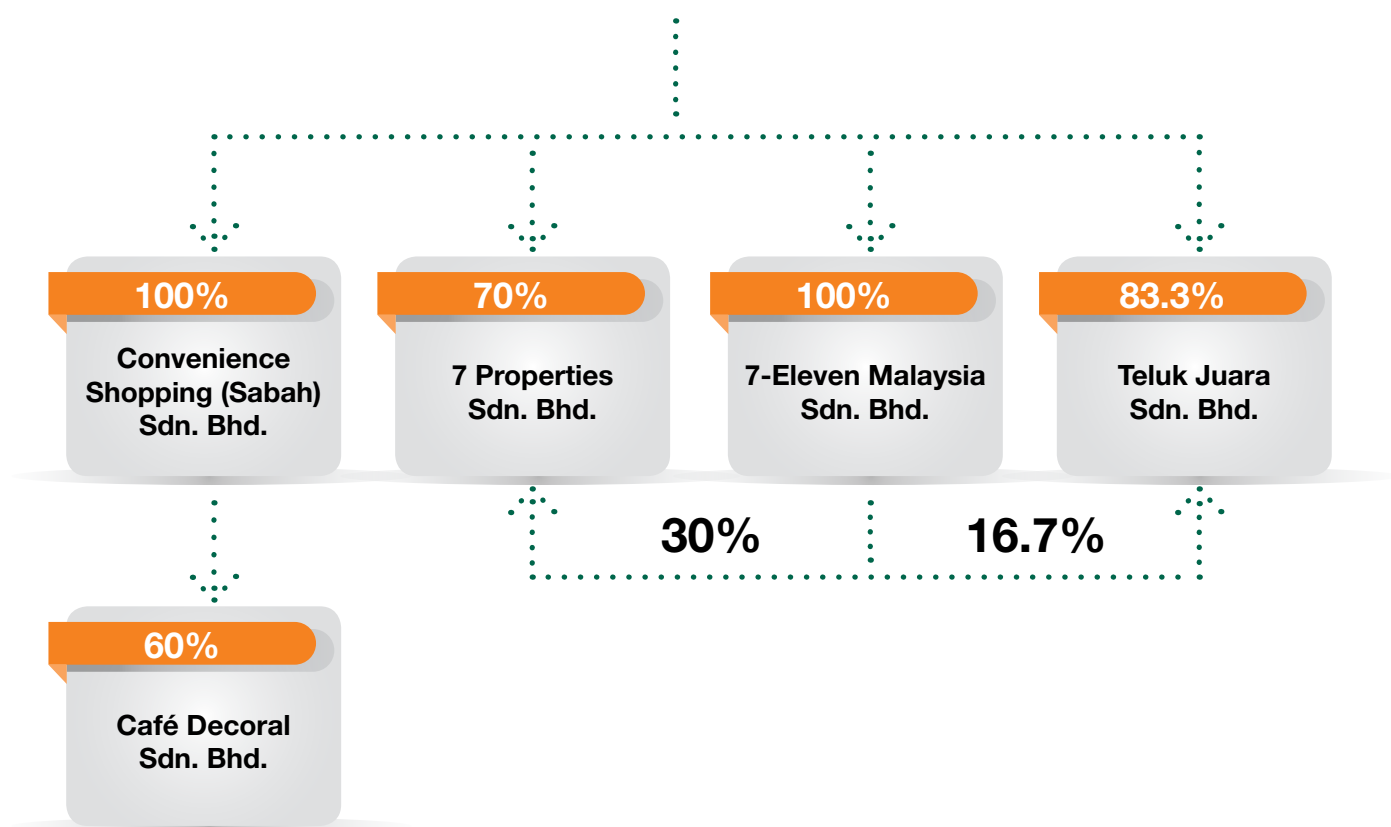 100%
Convenience
Shopping (Sabah)
Sdn. Bhd.
70%
7 Properties
Sdn. Bhd.
100%
7-Eleven Malaysia
Sdn. Bhd.
83.3%
Teluk Juara
Sdn. Bhd.
30%
16.7%
60%
Café Decoral
Sdn. Bhd.